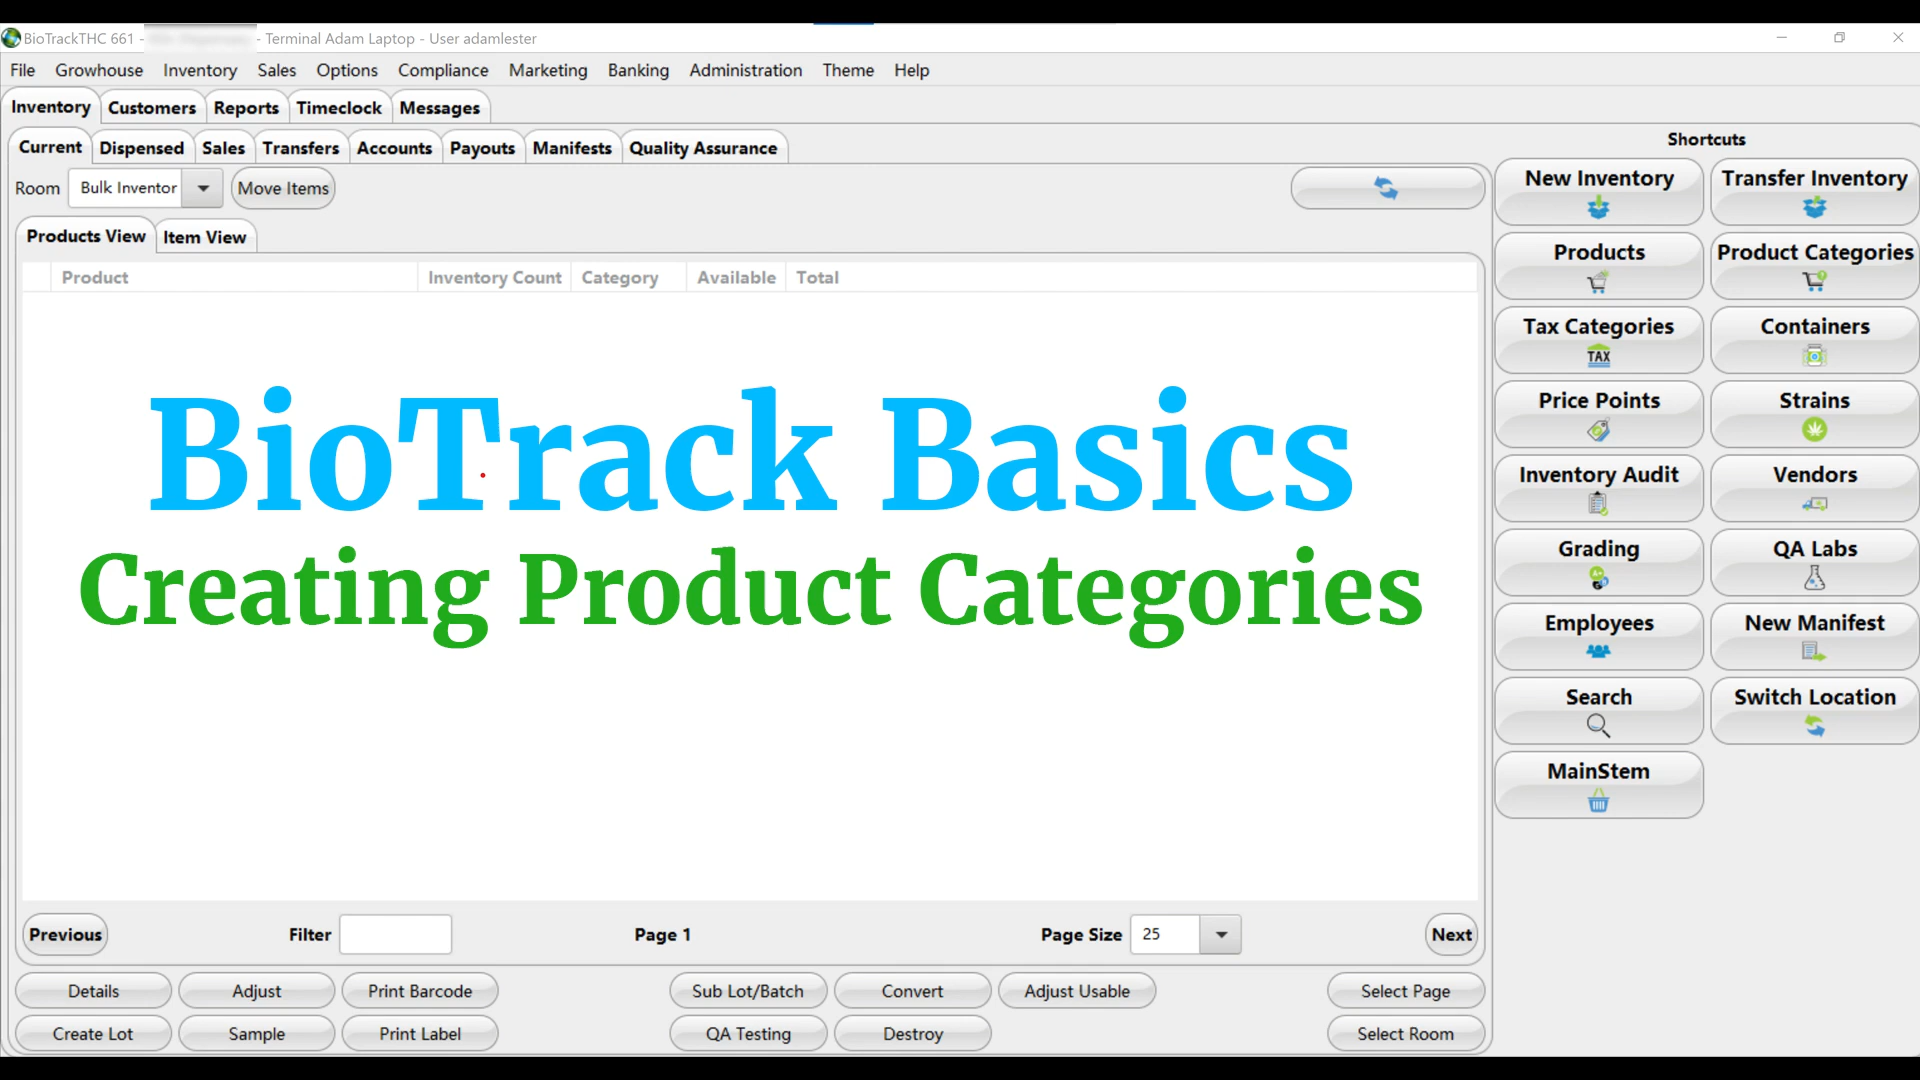 BioTrackTHC 661 - - Terminal Adam Laptop - User adamlester
File Growhouse Inventory Sales Options Compliance Marketing Banking Administration Theme Help
Inventory Customers Reports Timeclock Messages
Current Dispensed Sales Transfers Accounts Payouts Manifests Quality Assurance
Room Bulk Inventor Move Items
Products View Item View
Product Inventory Count Category Available Total
BioTrack Basics
Creating Product Categories
Previous Filter Page 1 Page Size 25 Next
Details Adjust Print Barcode Sub Lot/Batch Convert Adjust Usable Select Page
Create Lot Sample Print Label QA Testing Destroy Select Room
Shortcuts
New Inventory Transfer Inventory
Products Product Categories
Tax Categories Containers
TAX
Price Points Strains
Inventory Audit Vendors
Grading QA Labs
Employees New Manifest
Search Switch Location
MainStem